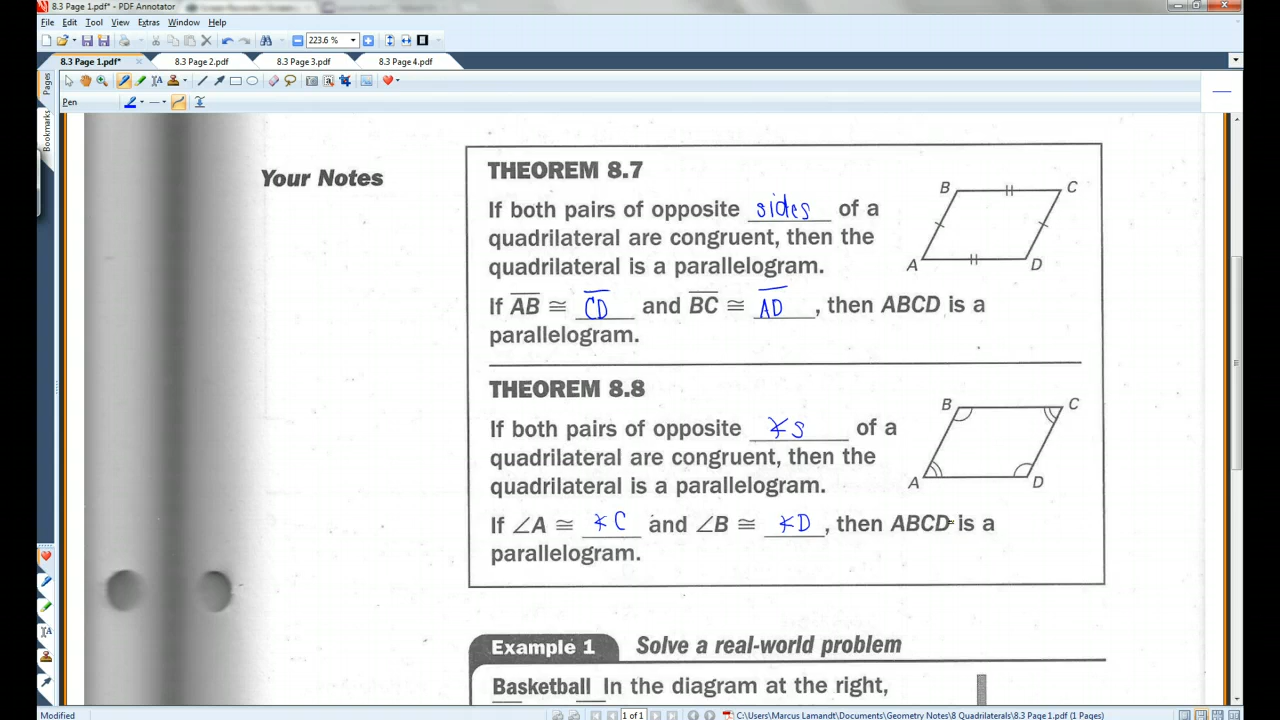 8.3 Page 1.pdf* - PDF Annotator
File Edit Tool View Extras Window Help
223.6 %
8.3 Page 1.pdf* 8.3 Page 2.pdf 8.3 Page 3.pdf 8.3 Page 4.pdf
Pages
Bookmarks
Pen
Your Notes
THEOREM 8.7
If both pairs of opposite sides of a
quadrilateral are congruent, then the
quadrilateral is a parallelogram.
If AB ≅ CD and BC ≅ AD, then ABCD is a
parallelogram.
B C
A D
THEOREM 8.8
If both pairs of opposite ∡s of a
quadrilateral are congruent, then the
quadrilateral is a parallelogram.
If ∠A ≅ ∡C and ∠B ≅ ∡D, then ABCD is a
parallelogram.
B C
A D
Example 1 Solve a real-world problem
Basketball In the diagram at the right,
Modified 1 of 1 C:\Users\Marcus Lamandt\Documents\Geometry Notes\8 Quadrilaterals\8.3 Page 1.pdf (1 Pages)